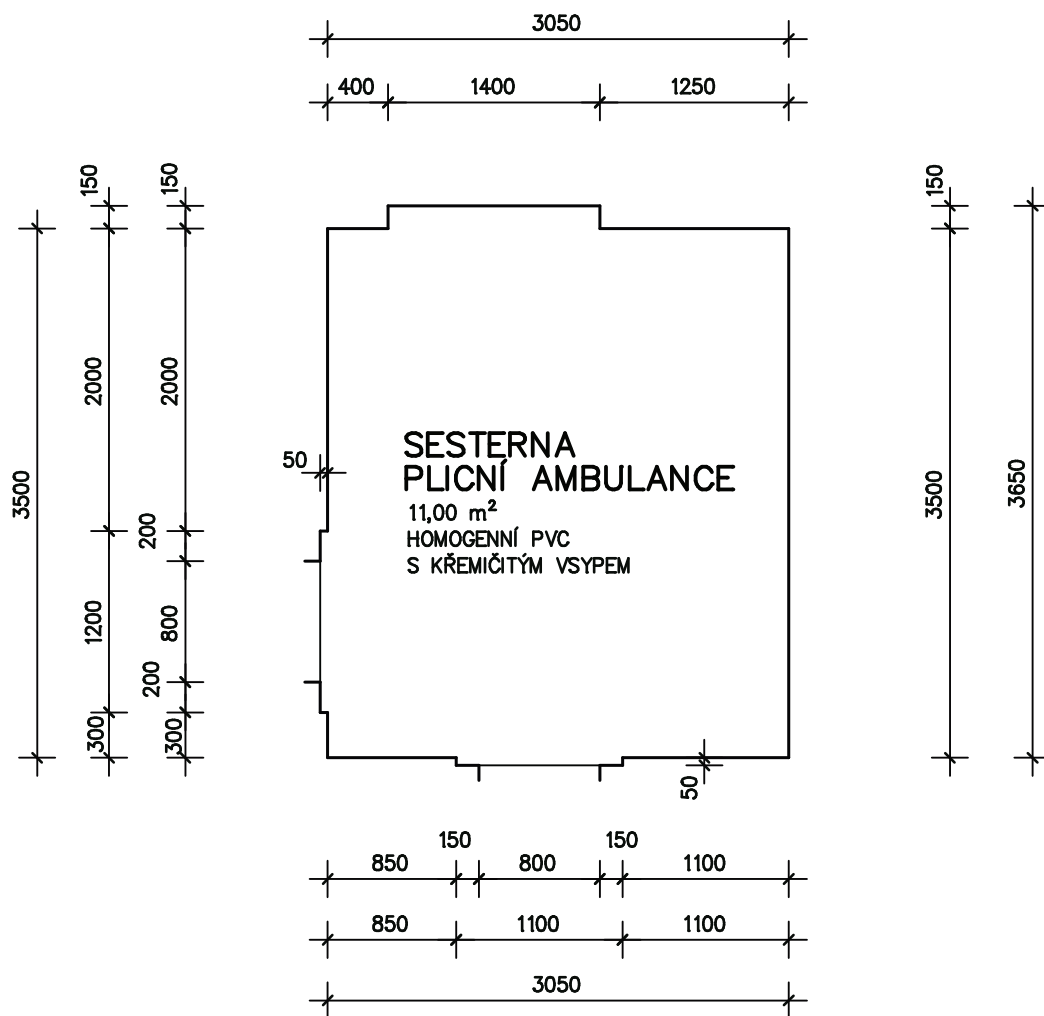 3050
400 1400 1250
150 150 150
2000 2000
3500 3500 3650
50
SESTERNA
PLICNÍ AMBULANCE
11,00 m²
HOMOGENNÍ PVC
S KŘEMIČITÝM VSYPEM
200
1200 800
200
300 300
50
150 150
850 800 1100
850 1100 1100
3050